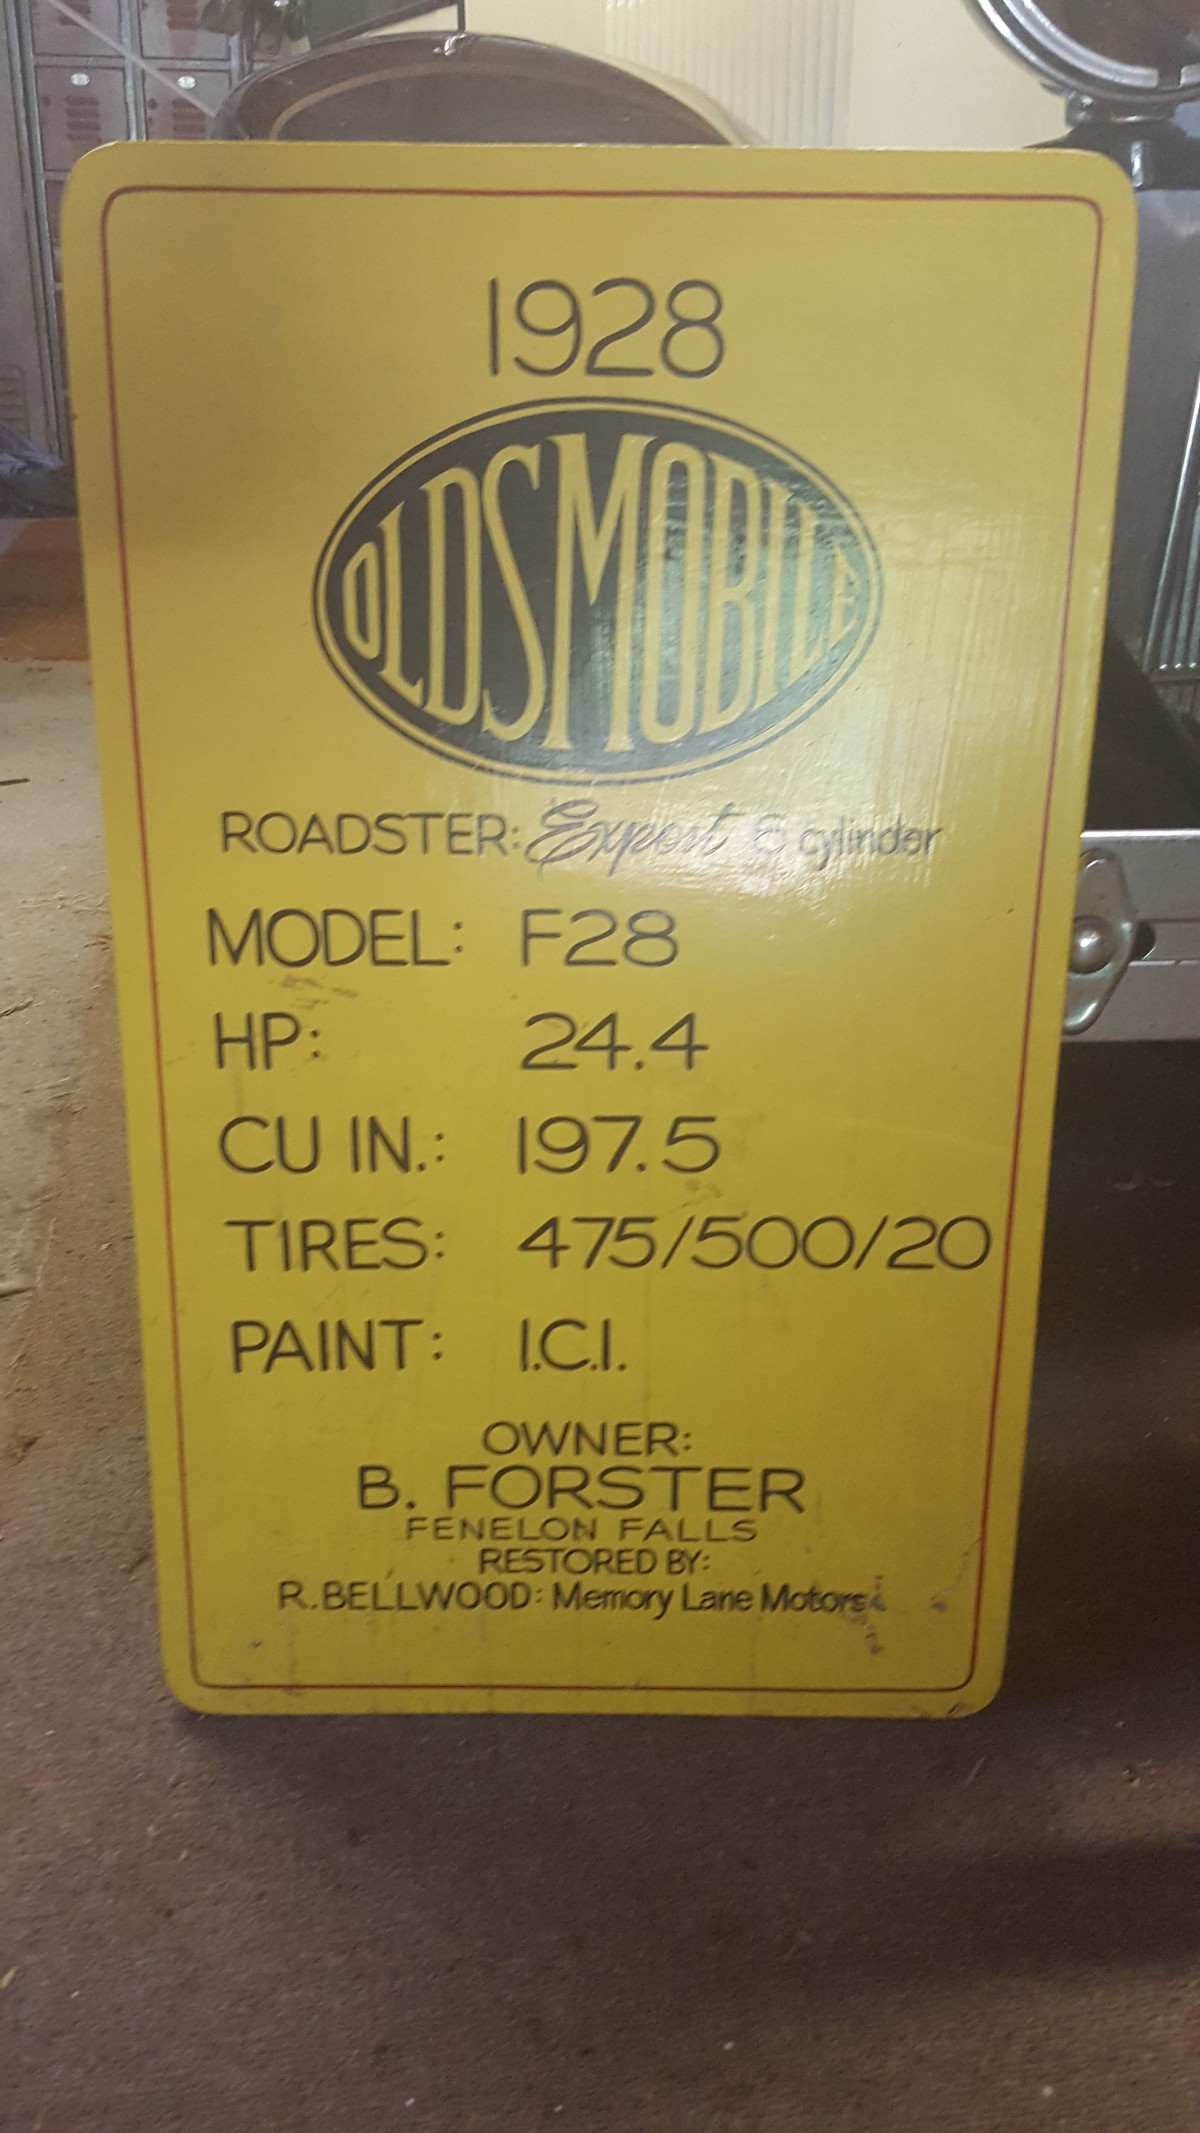 1928
OLDSMOBILE
ROADSTER: Export 6 cylinder
MODEL: F28
HP: 24.4
CU IN.: 197.5
TIRES: 475/500/20
PAINT: I.C.I.
OWNER:
B. FORSTER
FENELON FALLS
RESTORED BY:
R. BELLWOOD: Memory Lane Motors